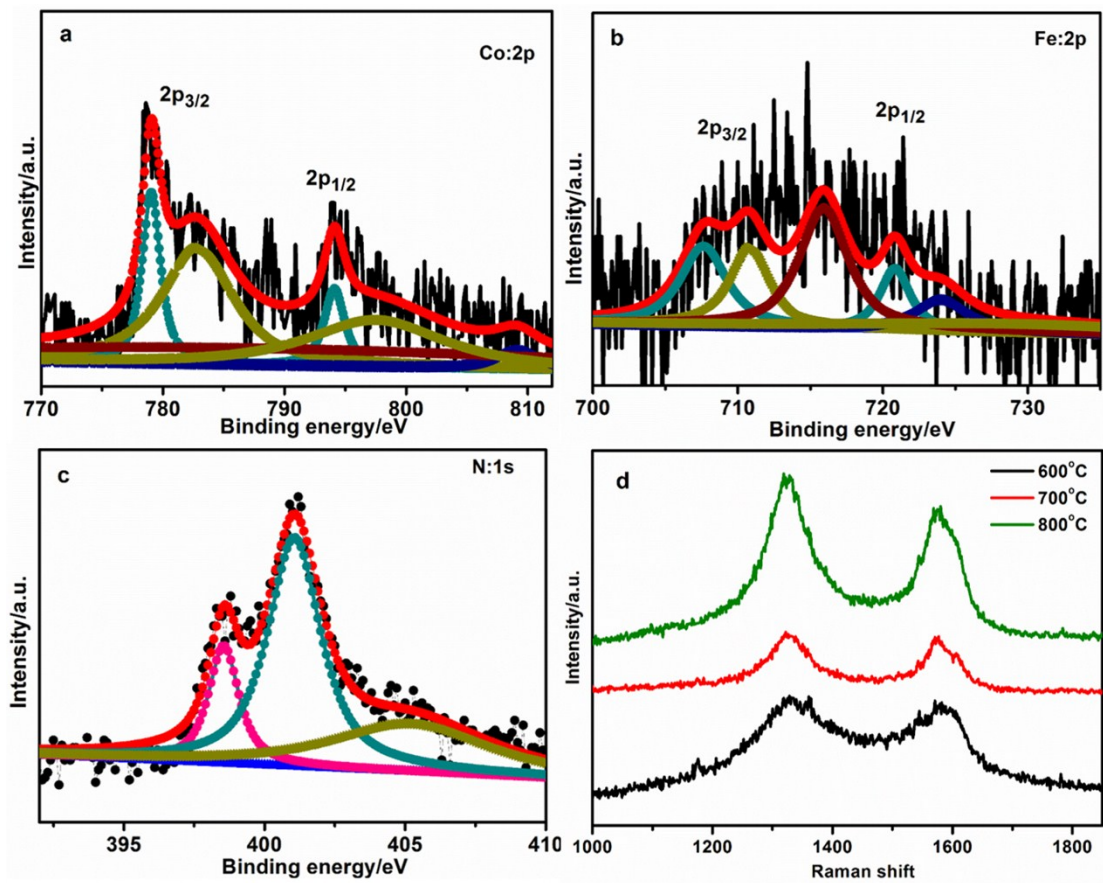 a
Co:2p
2p3/2
2p1/2
Intensity/a.u.
770 780 790 800 810
Binding energy/eV
b
Fe:2p
2p3/2
2p1/2
Intensity/a.u.
700 710 720 730
Binding energy/eV
c
N:1s
Intensity/a.u.
395 400 405 410
Binding energy/eV
d
600°C
700°C
800°C
Intensity/a.u.
1000 1200 1400 1600 1800
Raman shift